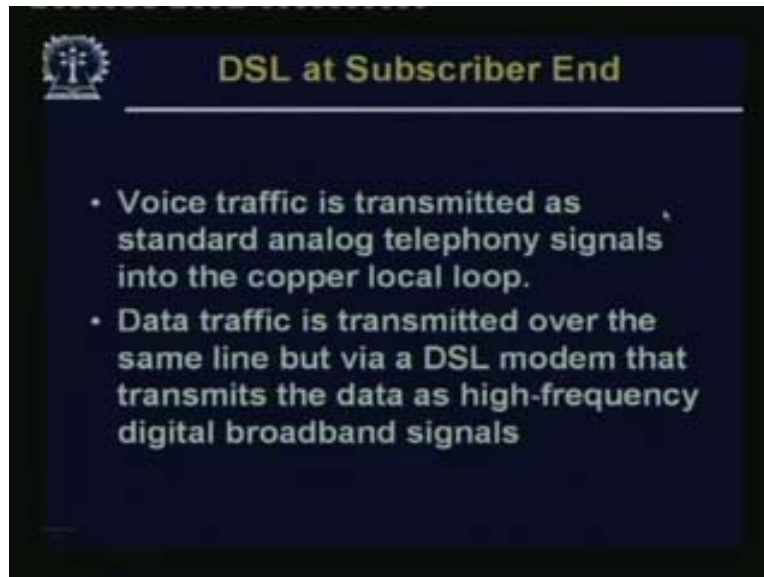 DSL at Subscriber End
• Voice traffic is transmitted as
standard analog telephony signals
into the copper local loop.
• Data traffic is transmitted over the
same line but via a DSL modem that
transmits the data as high-frequency
digital broadband signals